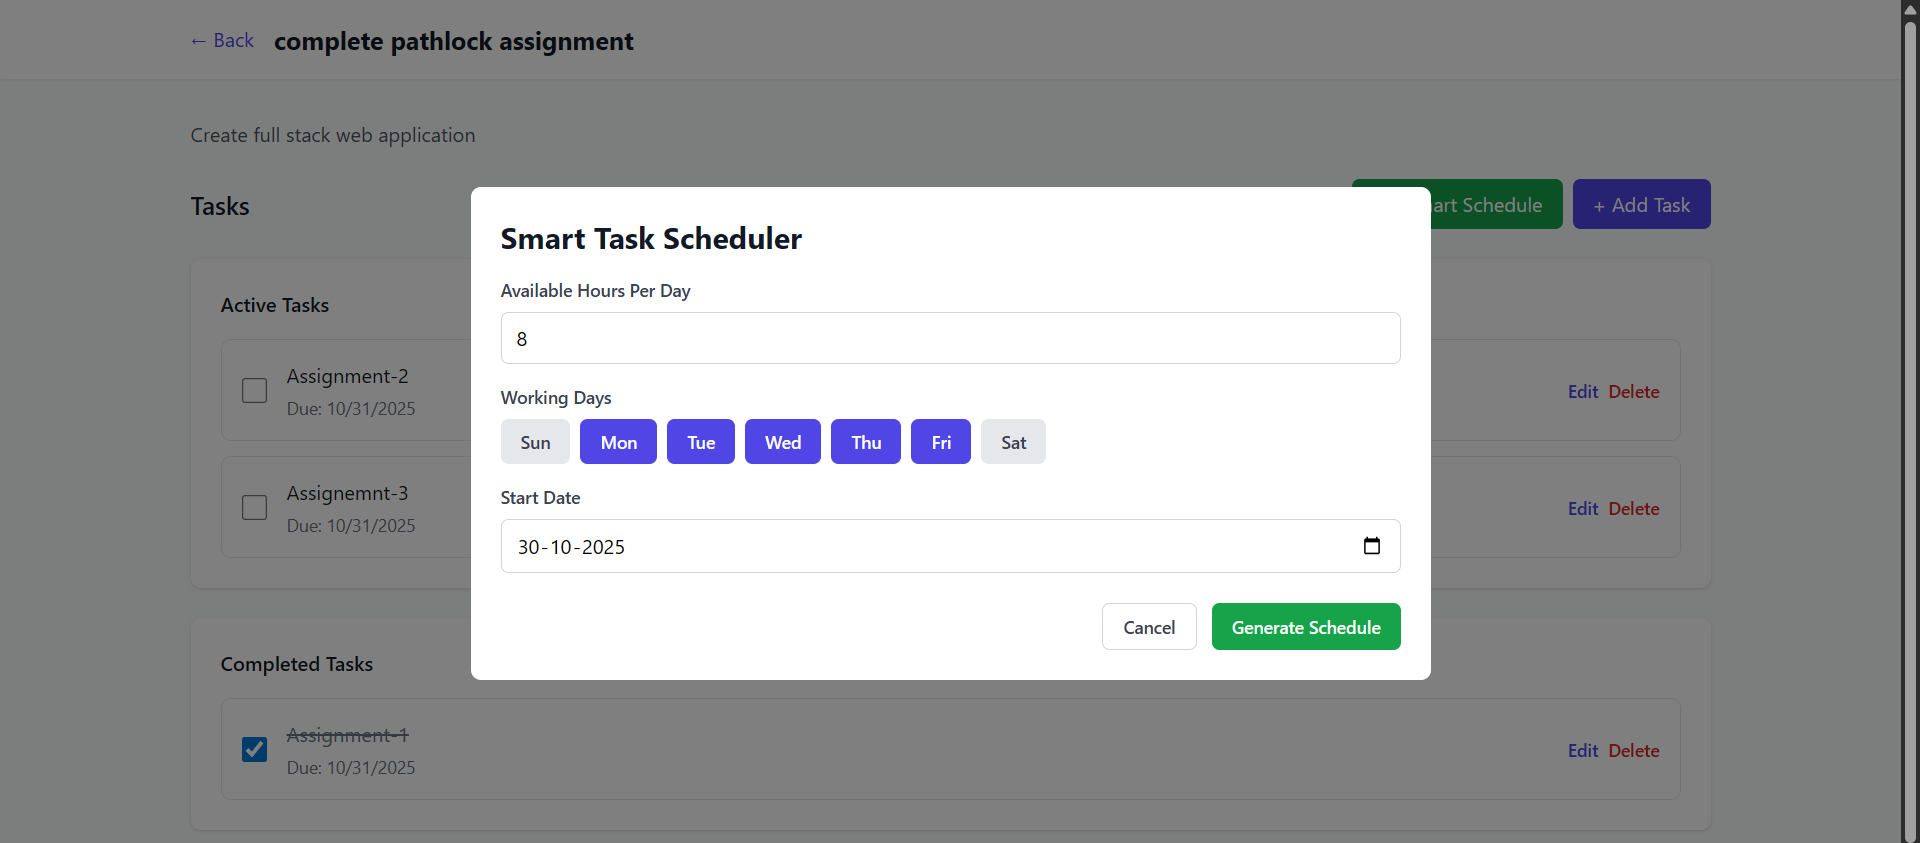 ← Back complete pathlock assignment
Create full stack web application
Tasks
art Schedule
+ Add Task
Smart Task Scheduler
Available Hours Per Day
8
Working Days
Sun Mon Tue Wed Thu Fri Sat
Start Date
30-10-2025
Cancel Generate Schedule
Active Tasks
Assignment-2
Due: 10/31/2025
Edit Delete
Assignemnt-3
Due: 10/31/2025
Edit Delete
Completed Tasks
Assignment-1
Due: 10/31/2025
Edit Delete